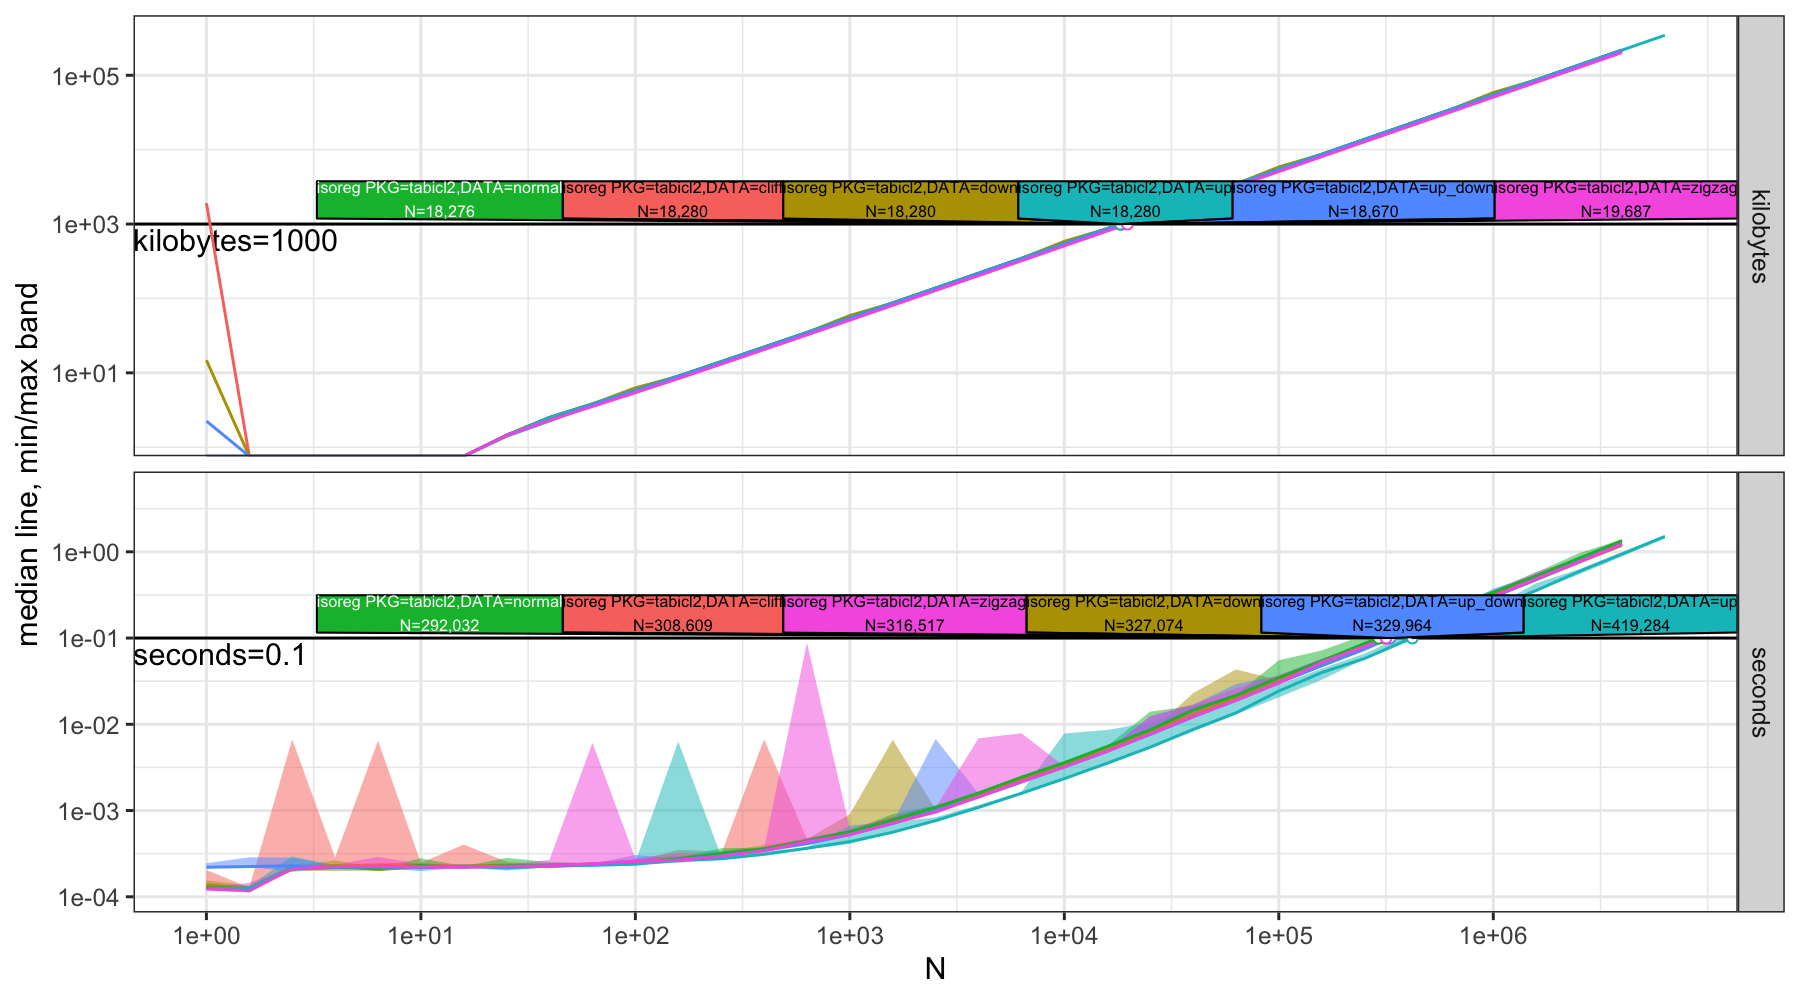 median line, min/max band
1e+05
1e+03
1e+01
isoreg PKG=tabicl2,DATA=normal
N=18,276
isoreg PKG=tabicl2,DATA=cliff
N=18,280
isoreg PKG=tabicl2,DATA=down
N=18,280
isoreg PKG=tabicl2,DATA=up
N=18,280
isoreg PKG=tabicl2,DATA=up_down
N=18,670
isoreg PKG=tabicl2,DATA=zigzag
N=19,687
kilobytes=1000
kilobytes
1e+00
1e-01
1e-02
1e-03
1e-04
isoreg PKG=tabicl2,DATA=normal
N=292,032
isoreg PKG=tabicl2,DATA=cliff
N=308,609
isoreg PKG=tabicl2,DATA=zigzag
N=316,517
isoreg PKG=tabicl2,DATA=down
N=327,074
isoreg PKG=tabicl2,DATA=up_down
N=329,964
isoreg PKG=tabicl2,DATA=up
N=419,284
seconds=0.1
seconds
1e+00
1e+01
1e+02
1e+03
1e+04
1e+05
1e+06
N